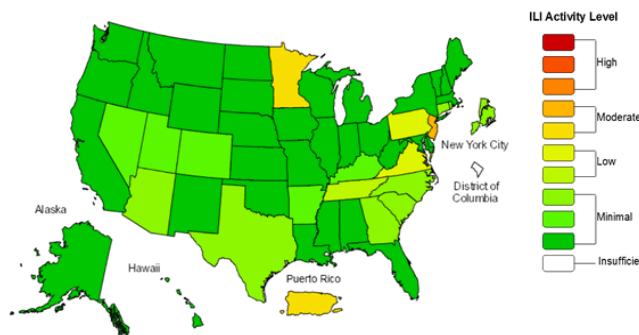 ILI Activity Level
High
Moderate
New York City
Low
District of
Columbia
Alaska
Minimal
Hawaii
Puerto Rico
Insufficie